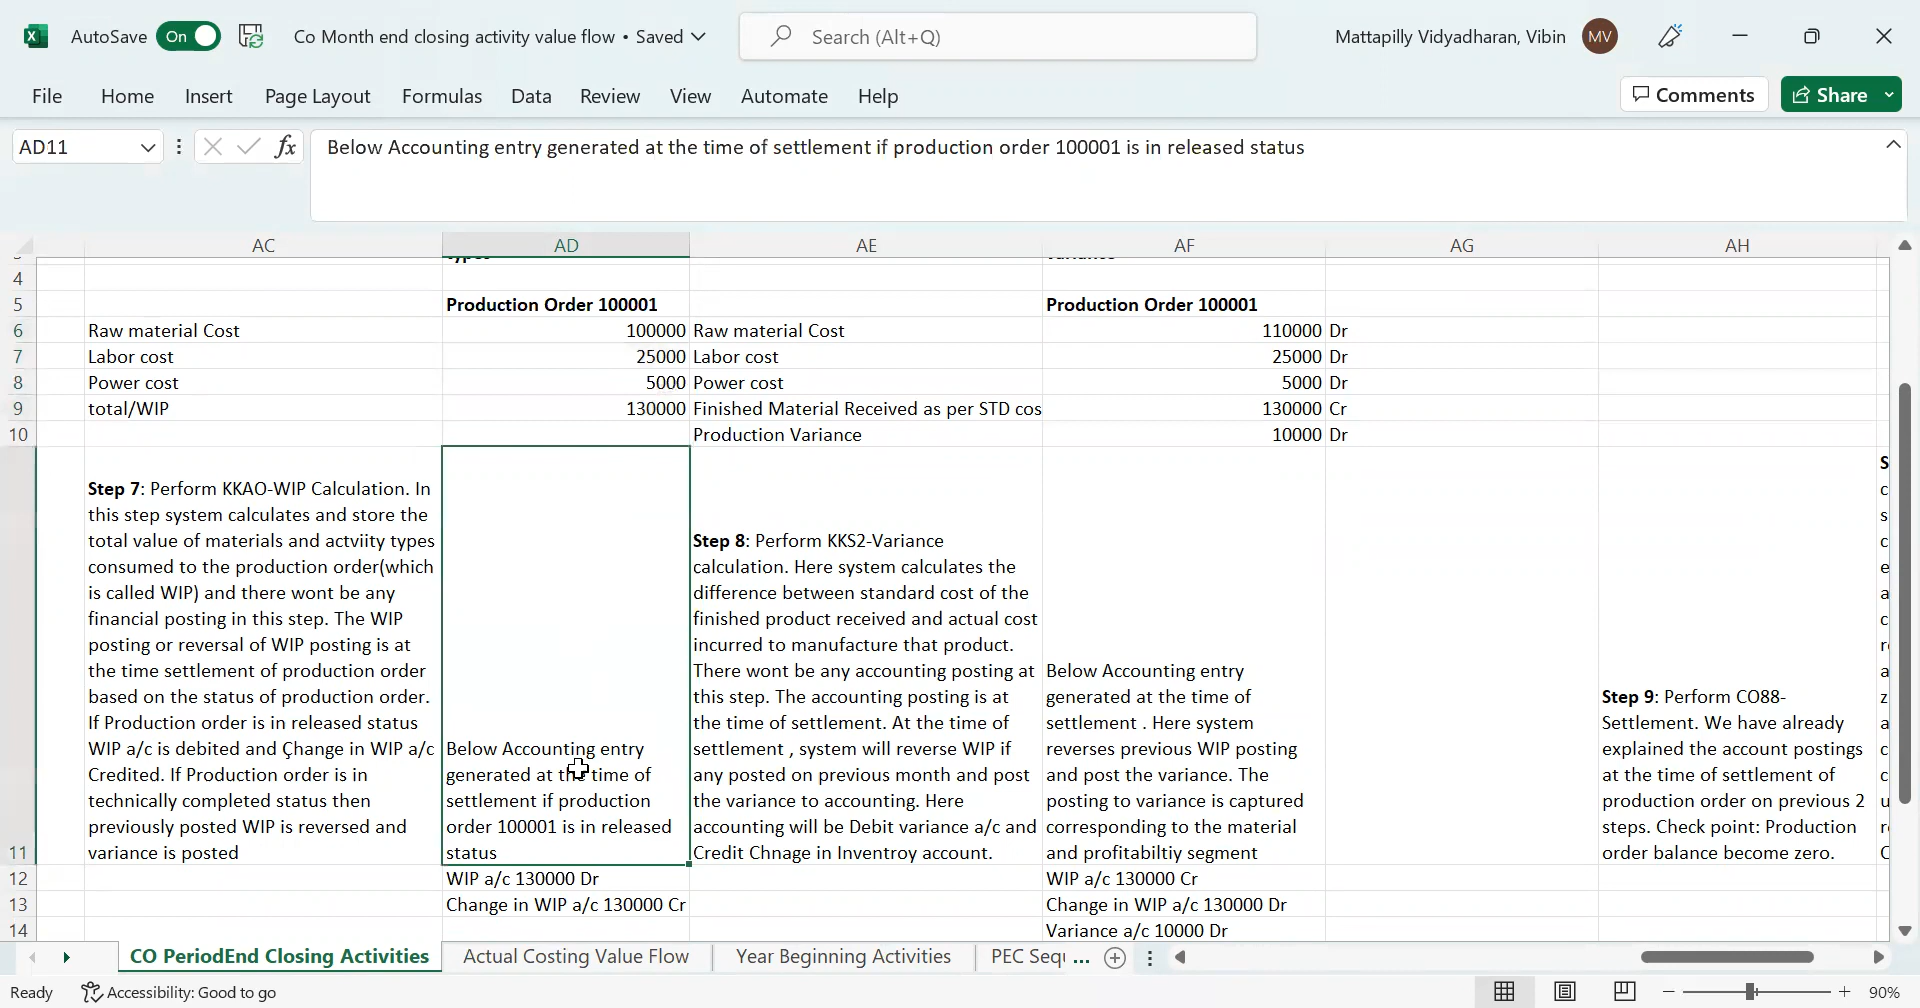 AutoSave On Co Month end closing activity value flow • Saved Search (Alt+Q) Mattapilly Vidyadharan, Vibin MV
File Home Insert Page Layout Formulas Data Review View Automate Help Comments Share
AD11 fx Below Accounting entry generated at the time of settlement if production order 100001 is in released status
AC AD AE AF AG AH
4
5 Production Order 100001 Production Order 100001
6 Raw material Cost 100000 Raw material Cost 110000 Dr
7 Labor cost 25000 Labor cost 25000 Dr
8 Power cost 5000 Power cost 5000 Dr
9 total/WIP 130000 Finished Material Received as per STD cos 130000 Cr
10 Production Variance 10000 Dr
Step 7: Perform KKAO-WIP Calculation. In
this step system calculates and store the
total value of materials and actviity types
consumed to the production order(which
is called WIP) and there wont be any
financial posting in this step. The WIP
posting or reversal of WIP posting is at
the time settlement of production order
based on the status of production order.
If Production order is in released status
WIP a/c is debited and Çhange in WIP a/c
Credited. If Production order is in
technically completed status then
previously posted WIP is reversed and
variance is posted
Below Accounting entry
generated at the time of
settlement if production
order 100001 is in released
status
Step 8: Perform KKS2-Variance
calculation. Here system calculates the
difference between standard cost of the
finished product received and actual cost
incurred to manufacture that product.
There wont be any accounting posting at
this step. The accounting posting is at
the time of settlement. At the time of
settlement , system will reverse WIP if
any posted on previous month and post
the variance to accounting. Here
accounting will be Debit variance a/c and
Credit Chnage in Inventroy account.
Below Accounting entry
generated at the time of
settlement . Here system
reverses previous WIP posting
and post the variance. The
posting to variance is captured
corresponding to the material
and profitabiltiy segment
Step 9: Perform CO88-
Settlement. We have already
explained the account postings
at the time of settlement of
production order on previous 2
steps. Check point: Production
order balance become zero.
11
12 WIP a/c 130000 Dr WIP a/c 130000 Cr
13 Change in WIP a/c 130000 Cr Change in WIP a/c 130000 Dr
14 Variance a/c 10000 Dr
CO PeriodEnd Closing Activities Actual Costing Value Flow Year Beginning Activities PEC Sequ ...
Ready Accessibility: Good to go 90%